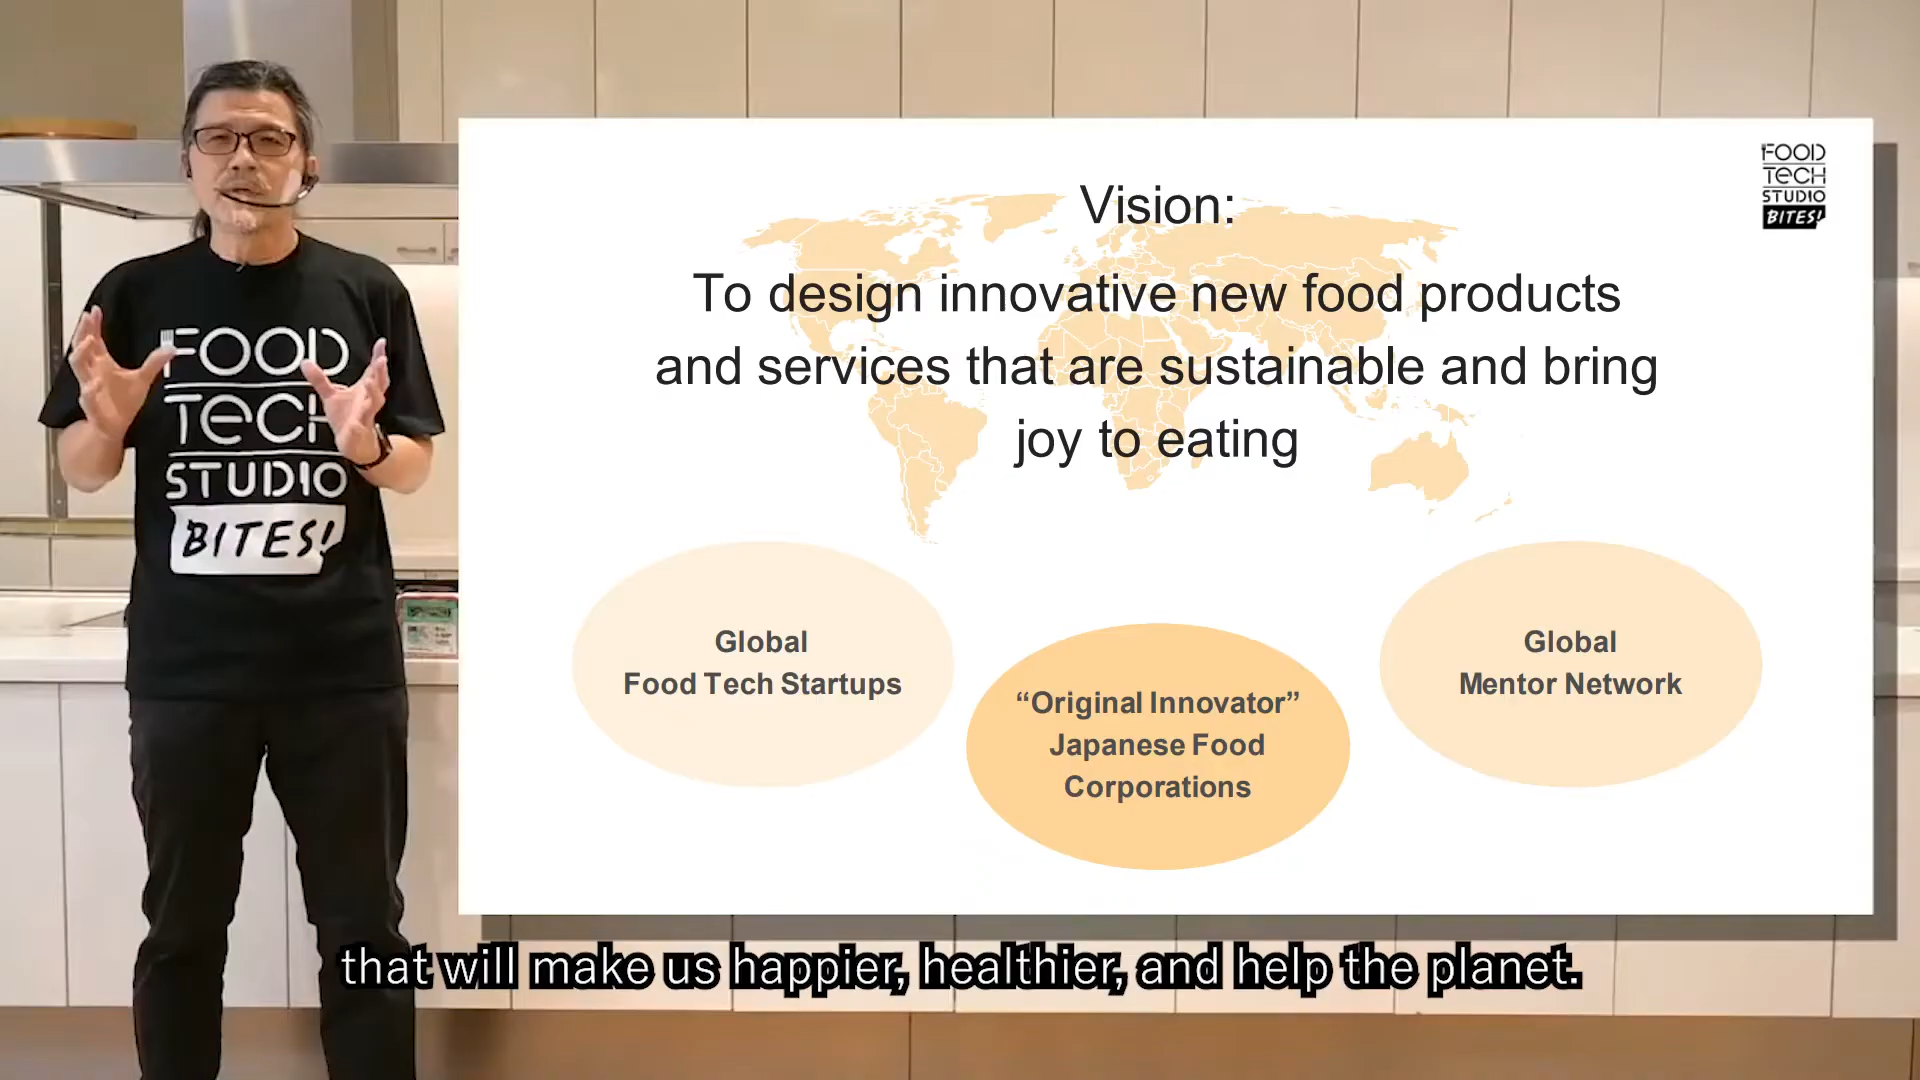 FOOD
TECH
STUDIO
BITES!
Vision:
To design innovative new food products
and services that are sustainable and bring
joy to eating
Global
Food Tech Startups
“Original Innovator”
Japanese Food
Corporations
Global
Mentor Network
FOOD
TECH
STUDIO
BITES!
that will make us happier, healthier, and help the planet.